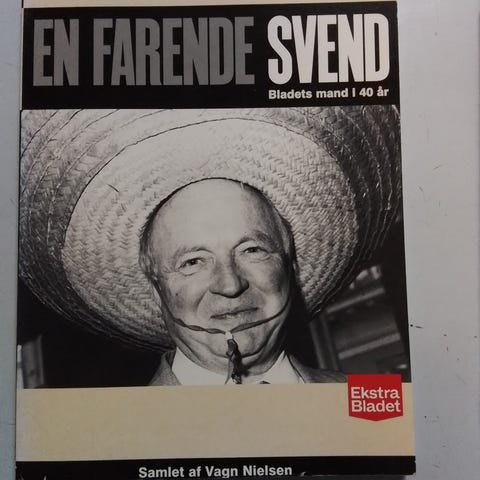 EN FARENDE SVEND
Bladets mand i 40 år
Ekstra
Bladet
Samlet af Vagn Nielsen